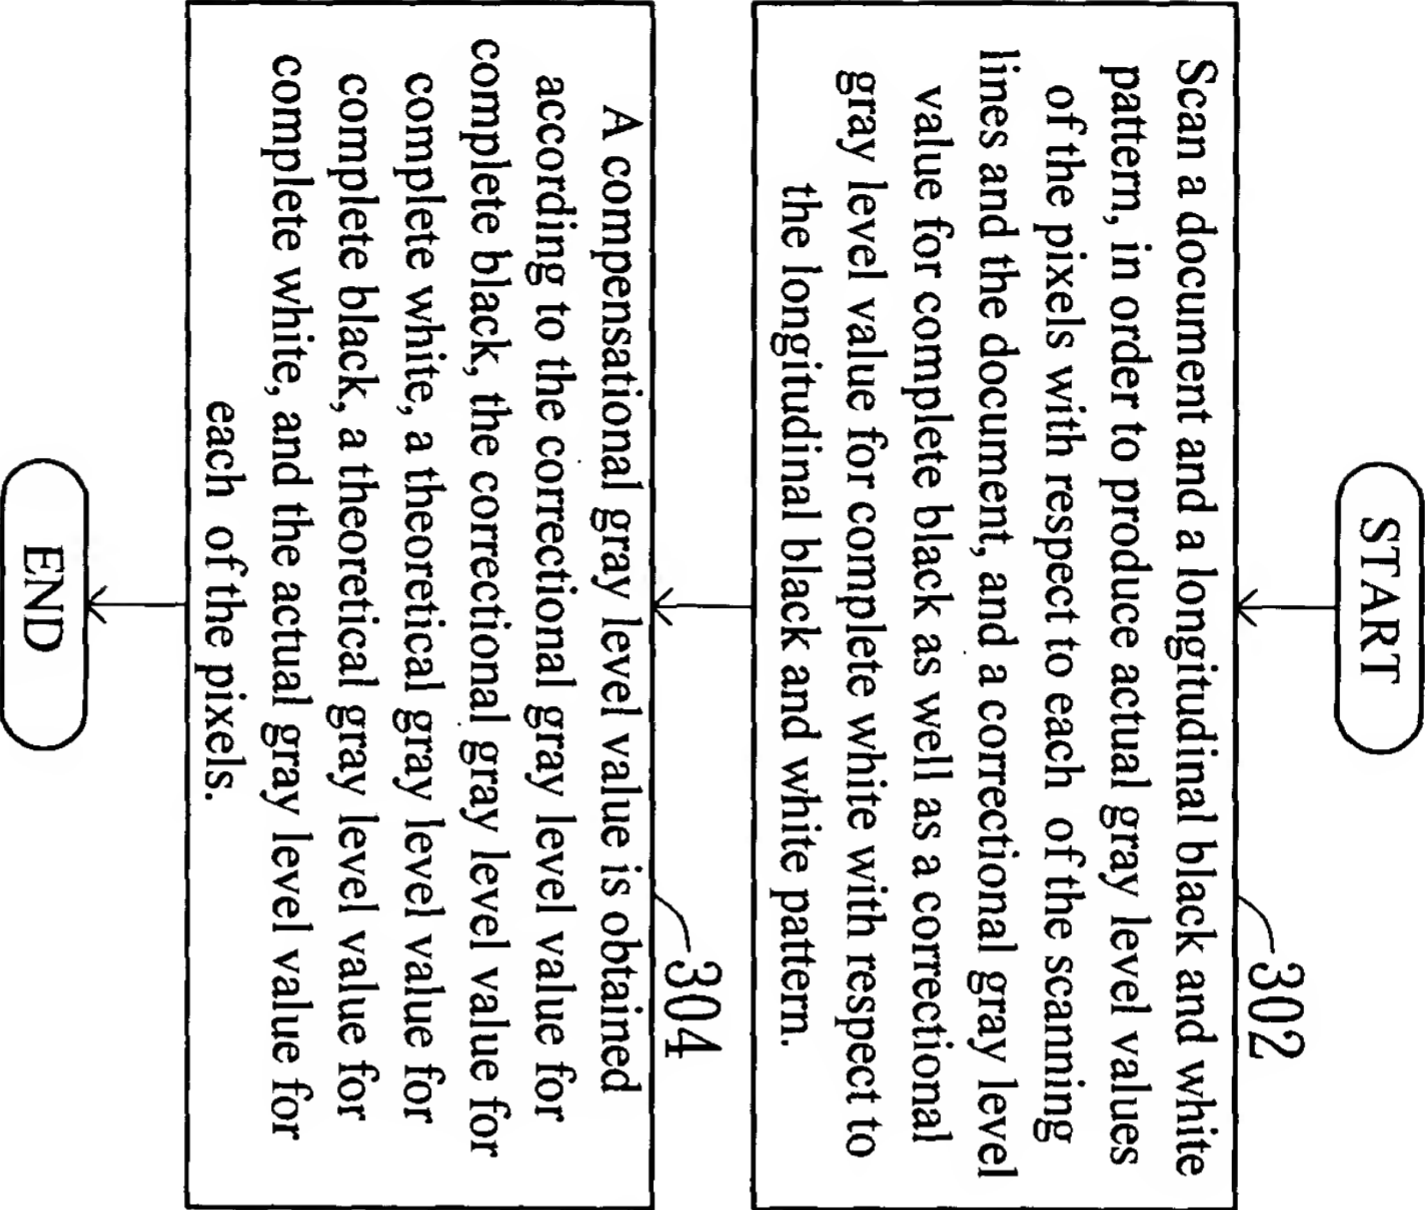 START
302
Scan a document and a longitudinal black and white
pattern, in order to produce actual gray level values
of the pixels with respect to each of the scanning
lines and the document, and a correctional gray level
value for complete black as well as a correctional
gray level value for complete white with respect to
the longitudinal black and white pattern.
304
A compensational gray level value is obtained
according to the correctional gray level value for
complete black, the correctional gray level value for
complete white, a theoretical gray level value for
complete black, a theoretical gray level value for
complete white, and the actual gray level value for
each of the pixels.
END